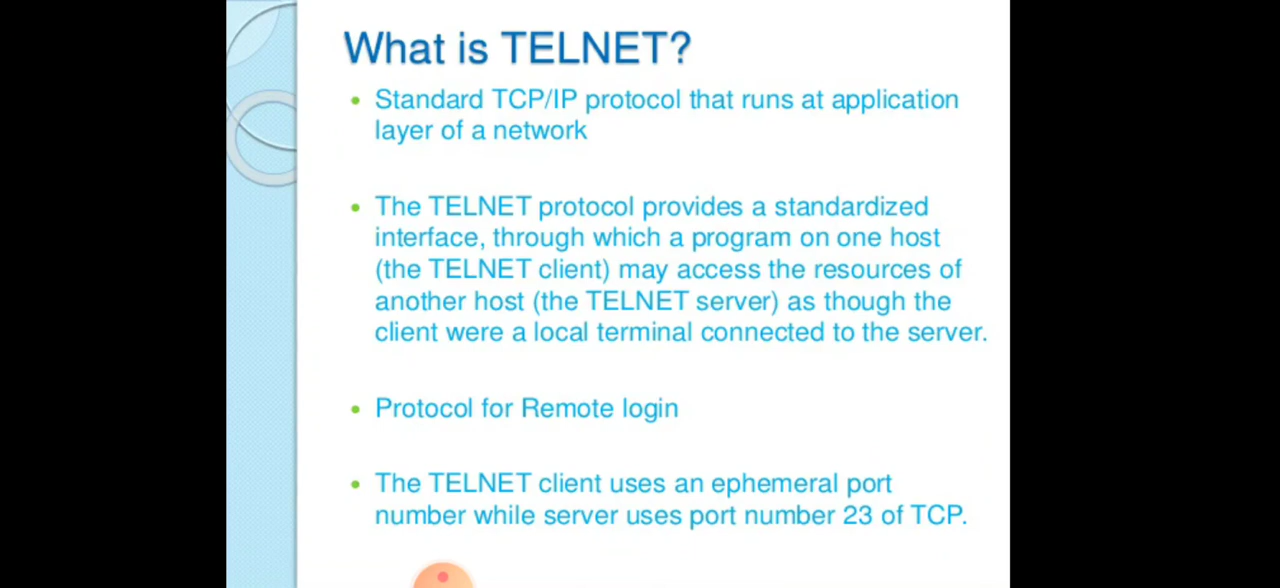 What is TELNET?
• Standard TCP/IP protocol that runs at application
layer of a network
• The TELNET protocol provides a standardized
interface, through which a program on one host
(the TELNET client) may access the resources of
another host (the TELNET server) as though the
client were a local terminal connected to the server.
• Protocol for Remote login
• The TELNET client uses an ephemeral port
number while server uses port number 23 of TCP.